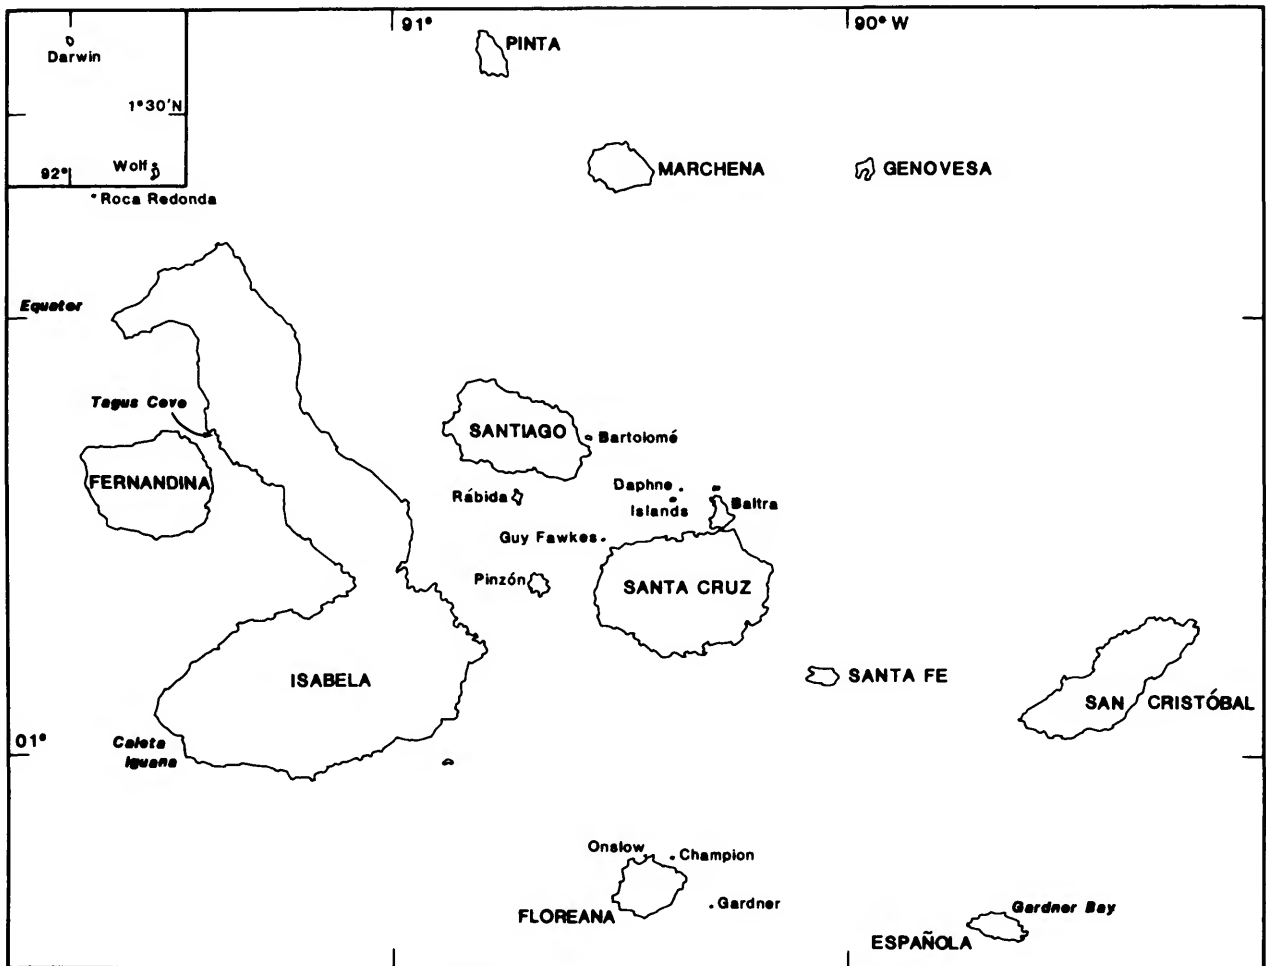 91°
90° W
Darwin
PINTA
1°30'N
Wolf
92°
MARCHENA
GENOVESA
Roca Redonda
Equator
Tagus Cove
SANTIAGO
Bartolomé
FERNANDINA
Rábida
Daphne
Islands
Baltra
Guy Fawkes
Pinzón
SANTA CRUZ
ISABELA
SANTA FE
SAN CRISTÓBAL
01°
Caleta
Iguana
Onslow
Champion
Gardner
FLOREANA
Gardner Bay
ESPAÑOLA